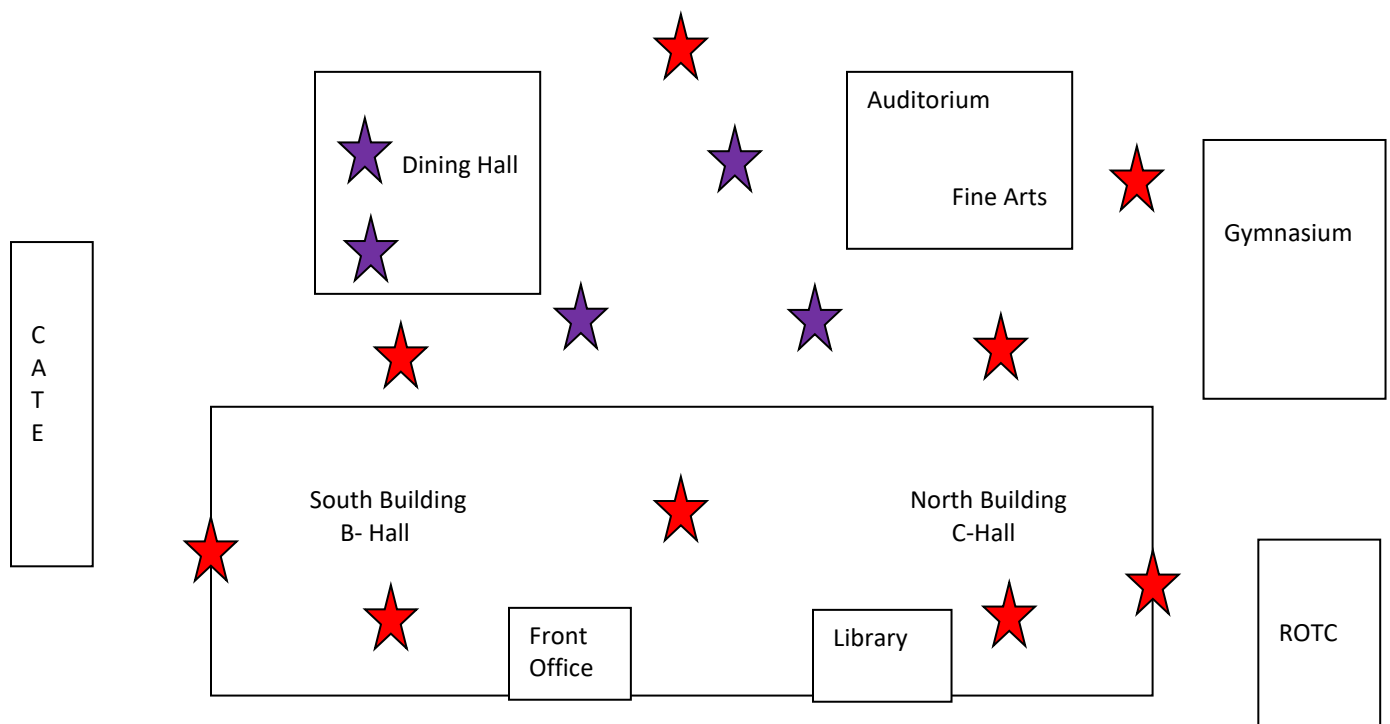 Auditorium
Dining Hall
Fine Arts
Gymnasium
C
A
T
E
South Building
B- Hall
North Building
C-Hall
Front
Office
Library
ROTC